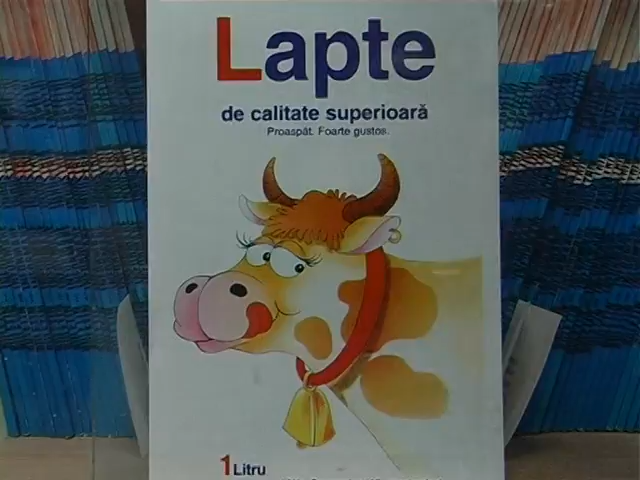 Lapte
de calitate superioară
Proaspăt. Foarte gustos.
1 Litru